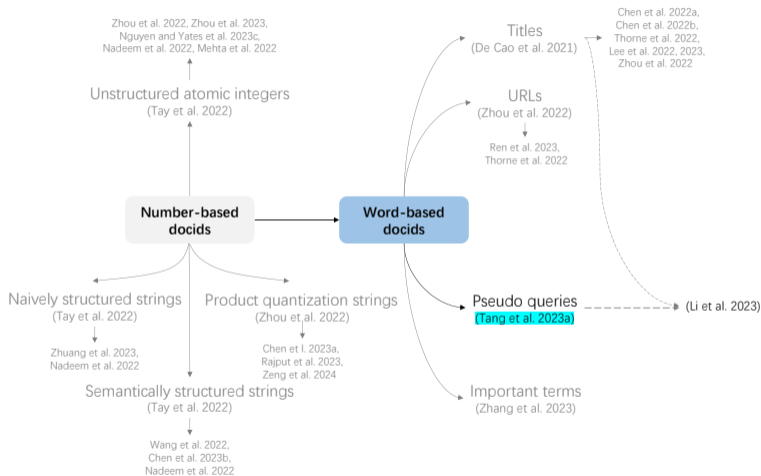 Zhou et al. 2022, Zhou et al. 2023,
Nguyen and Yates et al. 2023c,
Nadeem et al. 2022, Mehta et al. 2022
Unstructured atomic integers
(Tay et al. 2022)
Number-based
docids
Naively structured strings
(Tay et al. 2022)
Zhuang et al. 2023,
Nadeem et al. 2022
Product quantization strings
(Zhou et al. 2022)
Chen et l. 2023a,
Rajput et al. 2023,
Zeng et al. 2024
Semantically structured strings
(Tay et al. 2022)
Wang et al. 2022,
Chen et al. 2023b,
Nadeem et al. 2022
Word-based
docids
Titles
(De Cao et al. 2021)
Chen et al. 2022a,
Chen et al. 2022b,
Thorne et al. 2022,
Lee et al. 2022, 2023,
Zhou et al. 2022
URLs
(Zhou et al. 2022)
Ren et al. 2023,
Thorne et al. 2022
Pseudo queries
(Tang et al. 2023a)
(Li et al. 2023)
Important terms
(Zhang et al. 2023)